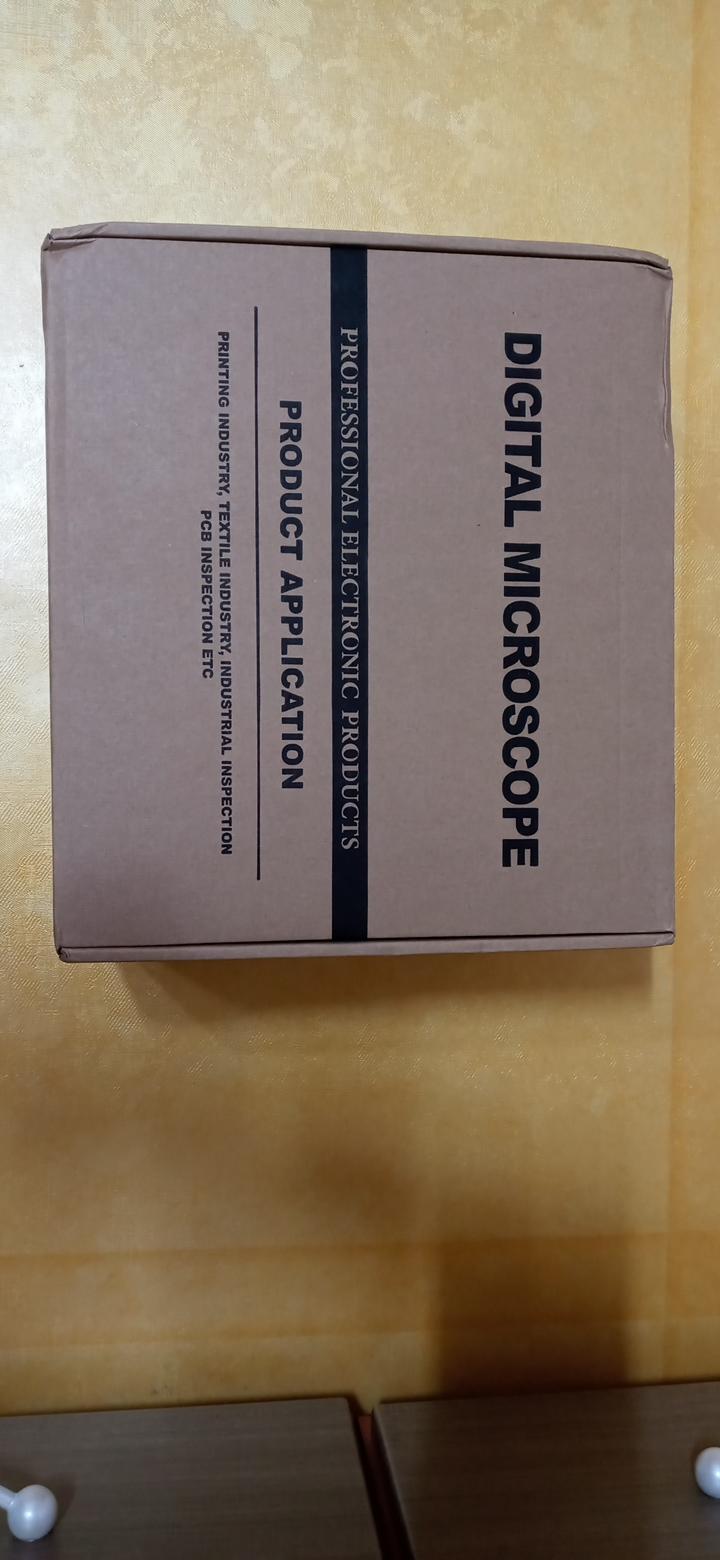 DIGITAL MICROSCOPE
PROFESSIONAL ELECTRONIC PRODUCTS
PRODUCT APPLICATION
PRINTING INDUSTRY, TEXTILE INDUSTRY, INDUSTRIAL INSPECTION
PCB INSPECTION ETC